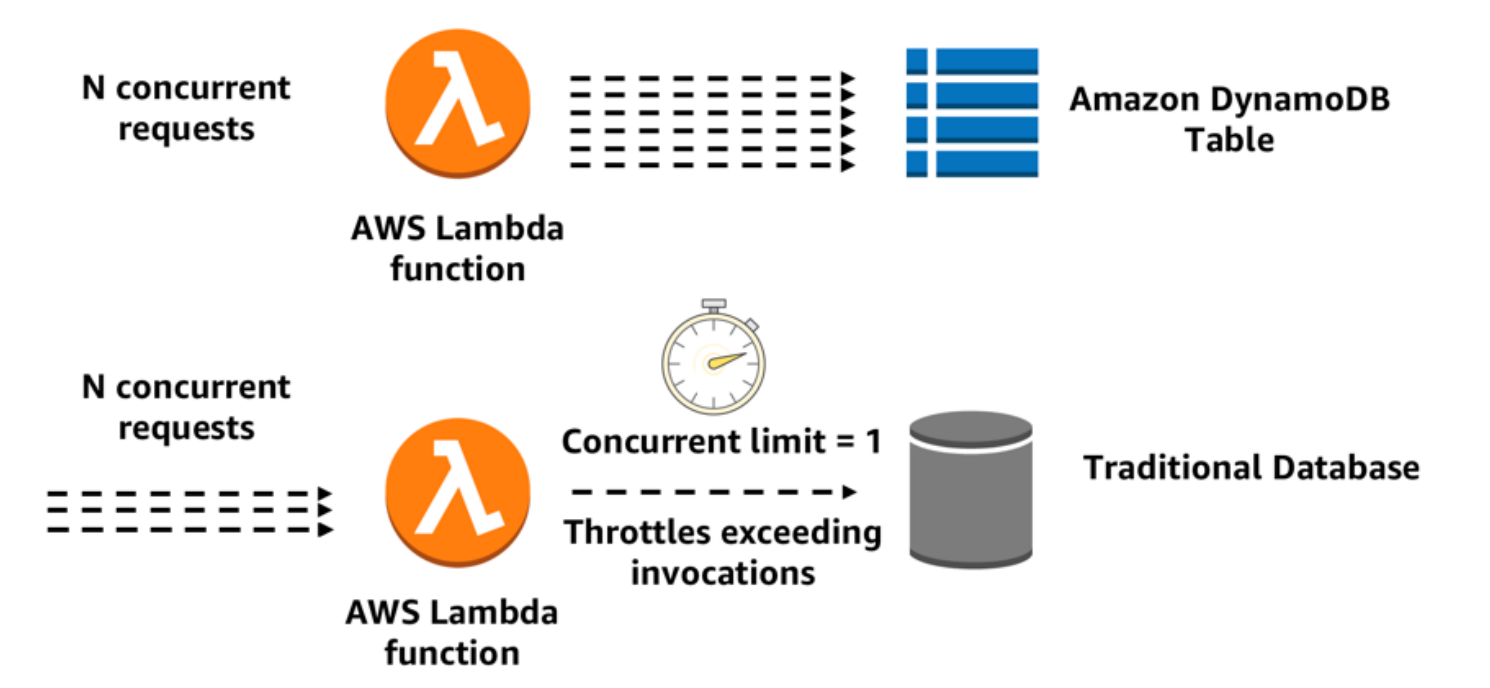 N concurrent
requests
Amazon DynamoDB
Table
AWS Lambda
function
N concurrent
requests
Concurrent limit = 1
Traditional Database
Throttles exceeding
invocations
AWS Lambda
function